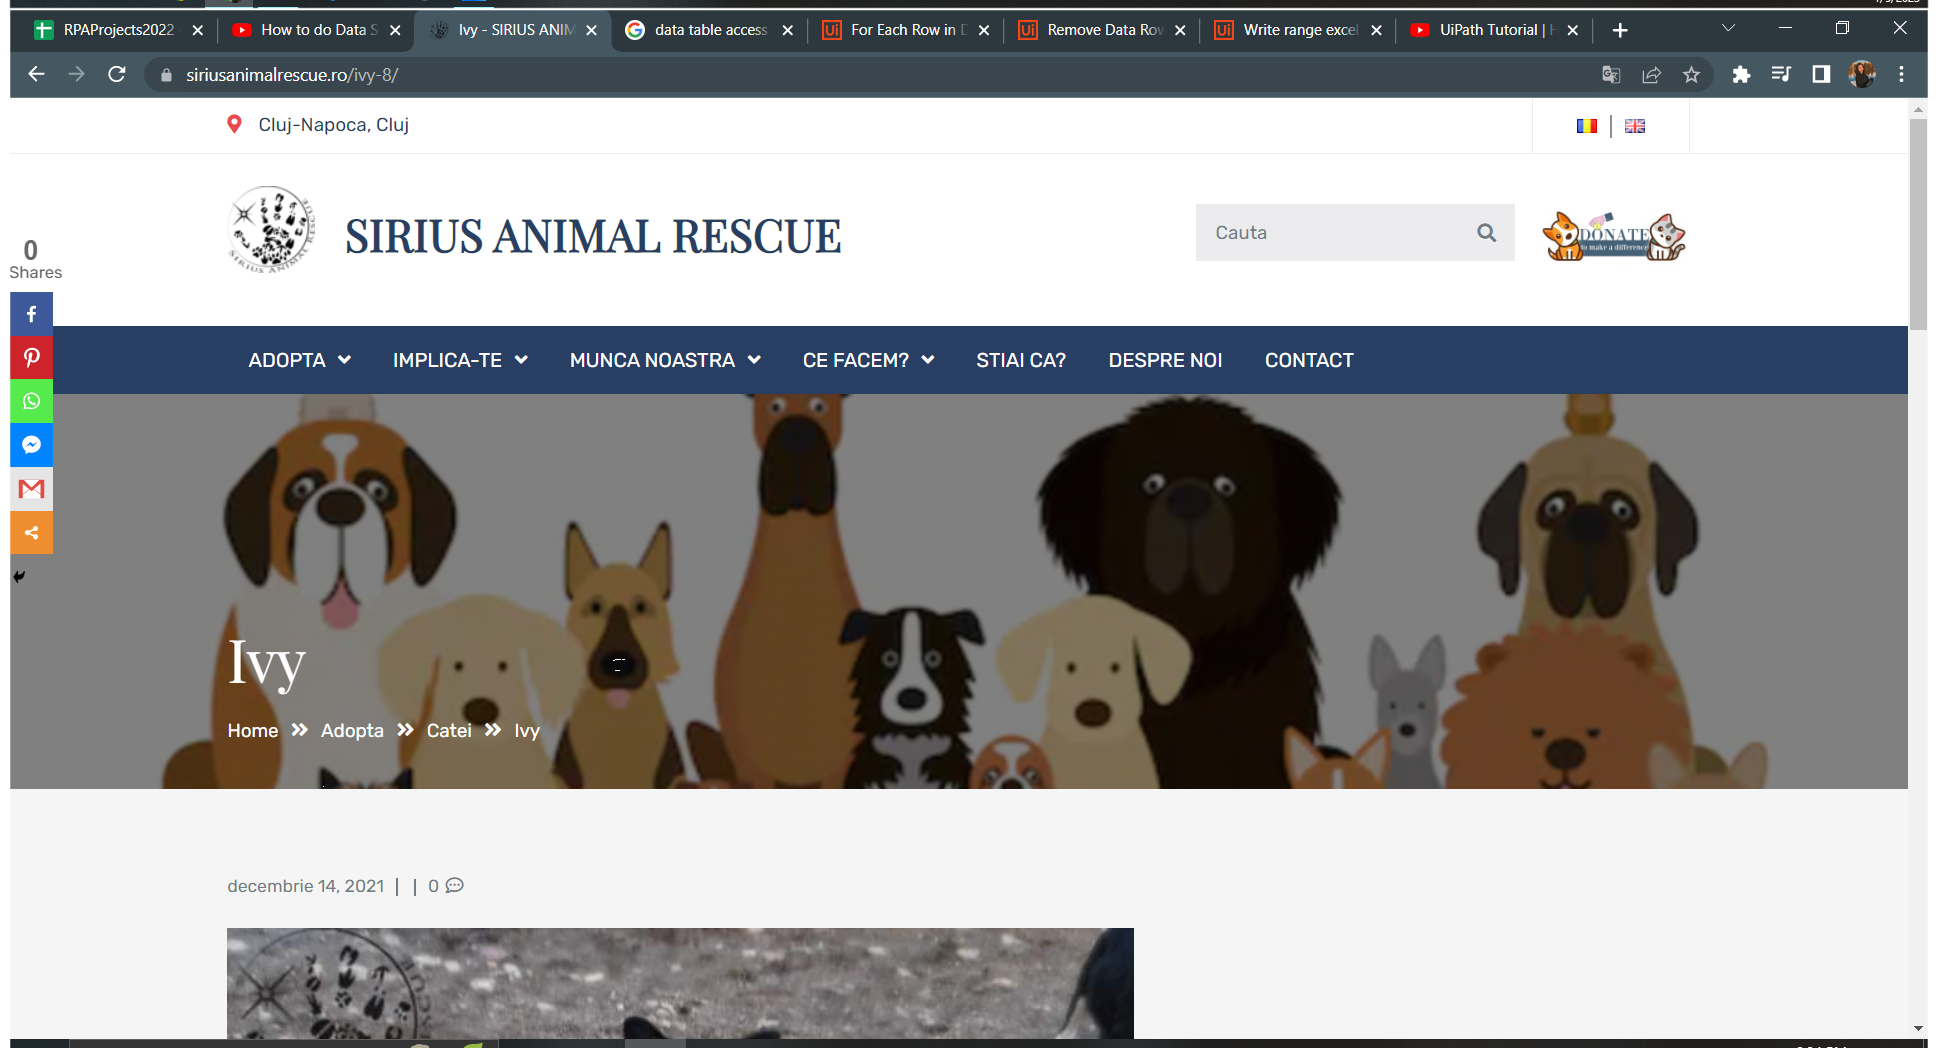 RPAProjects2022
How to do Data S
Ivy - SIRIUS ANIM
data table access
For Each Row in D
Remove Data Row
Write range excel
UiPath Tutorial | H
siriusanimalrescue.ro/ivy-8/
Cluj-Napoca, Cluj
SIRIUS ANIMAL RESCUE
SIRIUS ANIMAL RESCUE
Cauta
DONATE
to make a difference
0
Shares
ADOPTA
IMPLICA-TE
MUNCA NOASTRA
CE FACEM?
STIAI CA?
DESPRE NOI
CONTACT
Ivy
Home » Adopta » Catei » Ivy
decembrie 14, 2021 | | 0